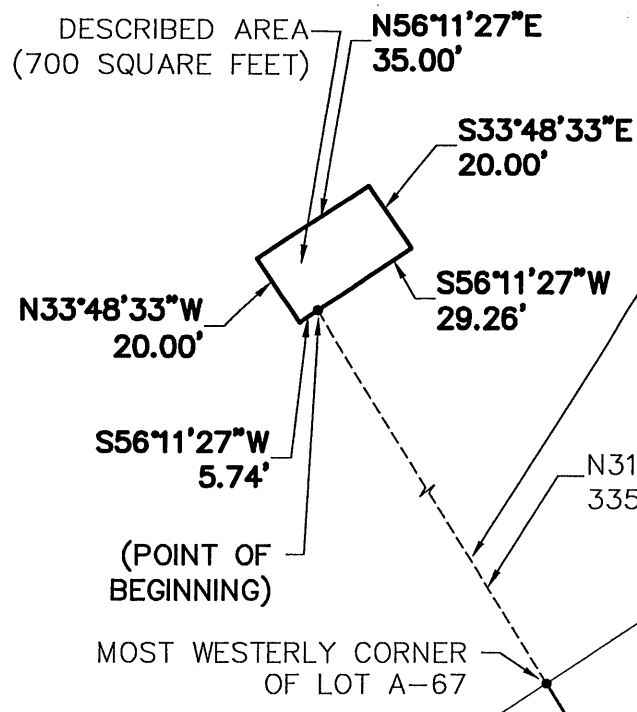 DESCRIBED AREA
(700 SQUARE FEET)
N56°11'27"E
35.00'
S33°48'33"E
20.00'
S56°11'27"W
29.26'
N33°48'33"W
20.00'
S56°11'27"W
5.74'
N31
335
(POINT OF
BEGINNING)
MOST WESTERLY CORNER
OF LOT A-67